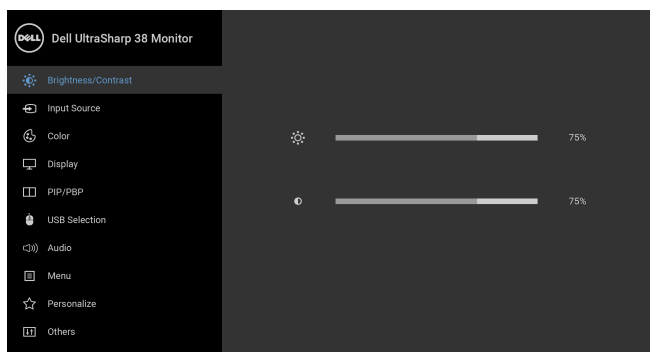 DELL Dell UltraSharp 38 Monitor
Brightness/Contrast
Input Source
Color
75%
Display
PIP/PBP
75%
USB Selection
Audio
Menu
Personalize
Others